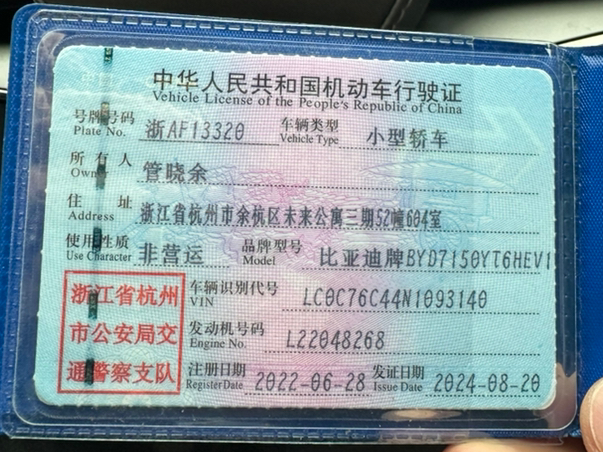 中华人民共和国机动车行驶证
Vehicle License of the People's Republic of China
号牌号码 浙AF13320 车辆类型 小型轿车
Plate No. Vehicle Type
所有人 管晓余
Owner
住址 浙江省杭州市余杭区未来公寓三期52幢604室
Address
使用性质 非营运 品牌型号 比亚迪牌BYD7150YT6HEV1
Use Character Model
浙江省杭州
市公安局交
通警察支队
车辆识别代号 LC0C76C44N1093140
VIN
发动机号码 L22048268
Engine No.
注册日期 2022-06-28 发证日期 2024-08-20
Register Date Issue Date